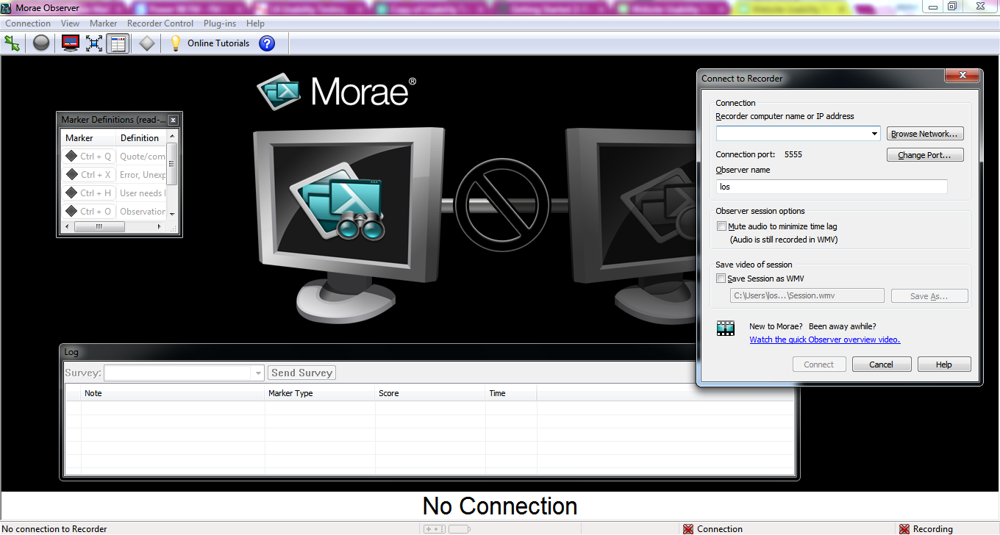 Morae Observer
Connection View Marker Recorder Control Plug-ins Help
Online Tutorials
Morae®
Marker Definitions (read-...
Marker Definition
Ctrl + Q Quote/com
Ctrl + X Error, Unexp
Ctrl + H User needs
Ctrl + O Observation
Connect to Recorder
Connection
Recorder computer name or IP address
Browse Network...
Connection port: 5555
Change Port...
Observer name
los
Observer session options
Mute audio to minimize time lag
(Audio is still recorded in WMV)
Save video of session
Save Session as WMV
C:\Users\los...\Session.wmv
Save As...
New to Morae? Been away awhile?
Watch the quick Observer overview video.
Connect Cancel Help
Log
Survey: Send Survey
Note Marker Type Score Time
No Connection
No connection to Recorder
Connection
Recording